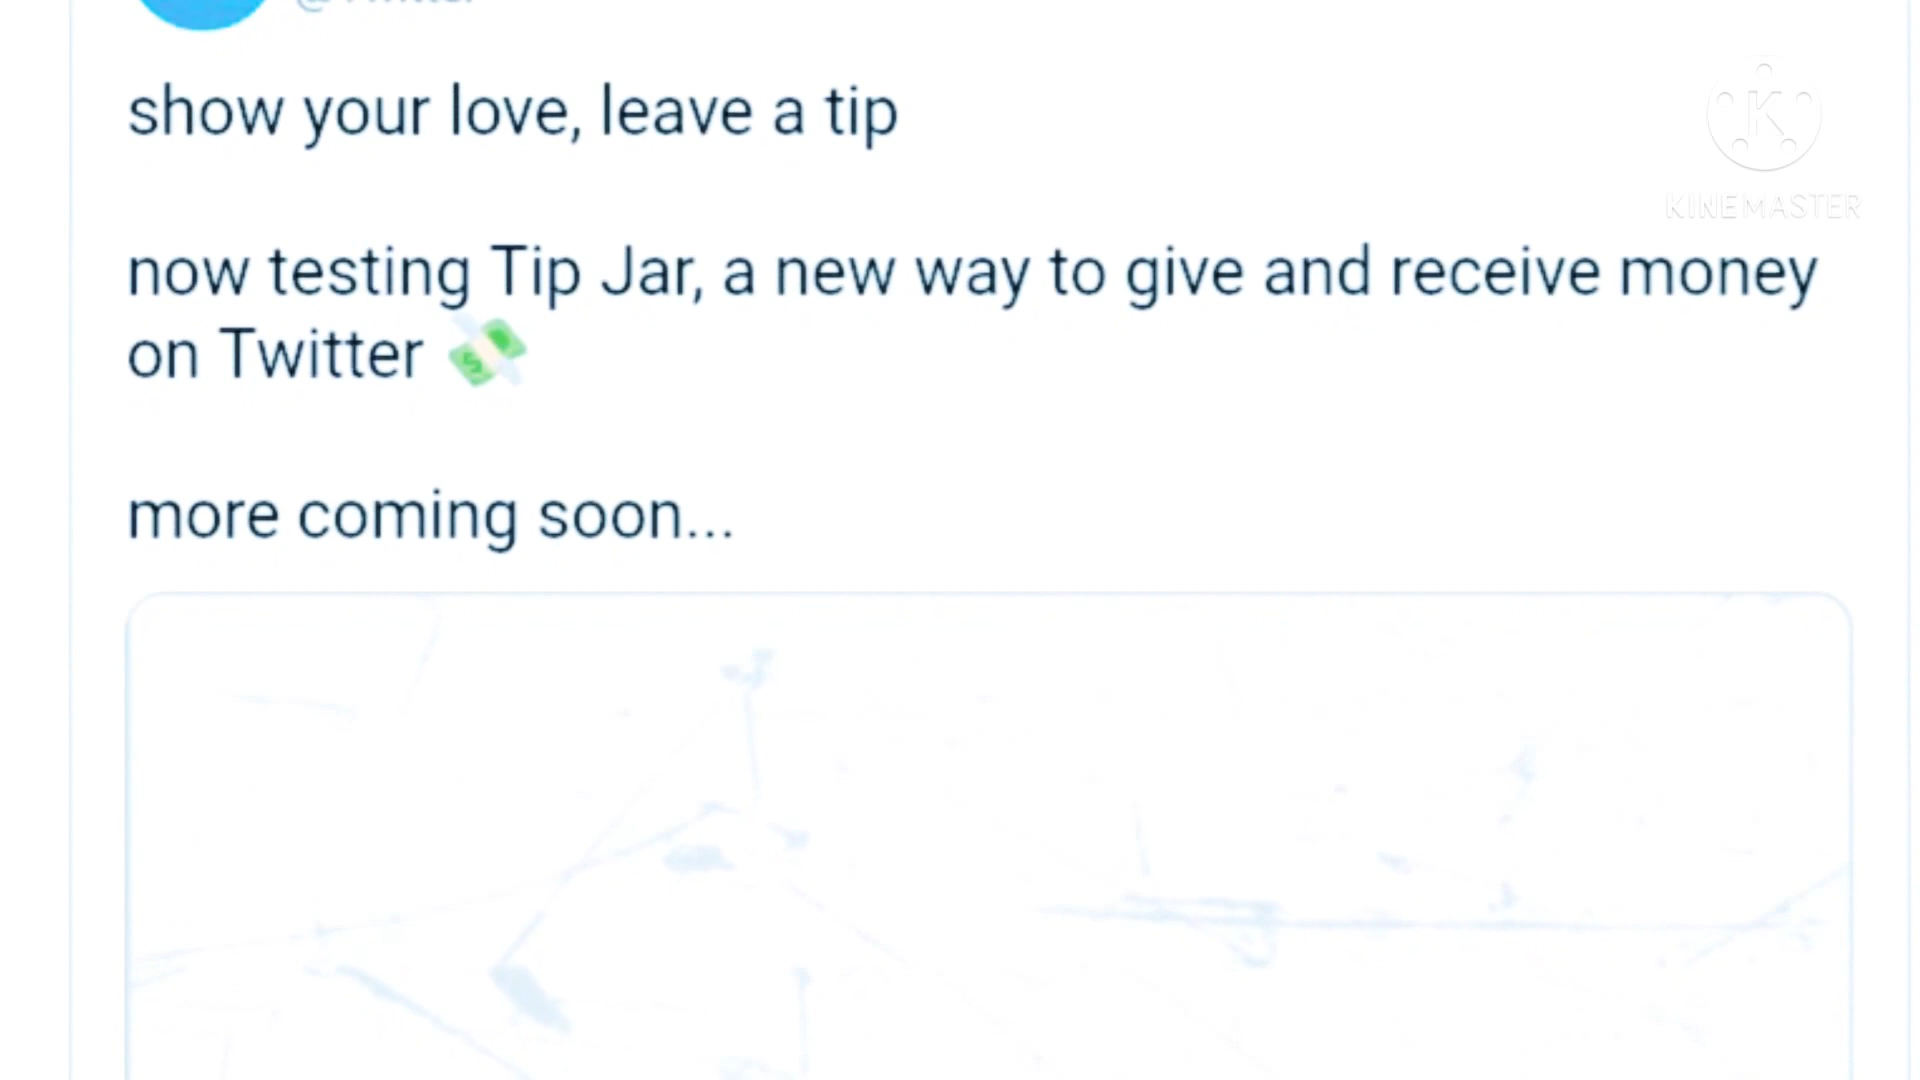 @Twitter
show your love, leave a tip
now testing Tip Jar, a new way to give and receive money
on Twitter 💸
more coming soon...
K
KINEMASTER